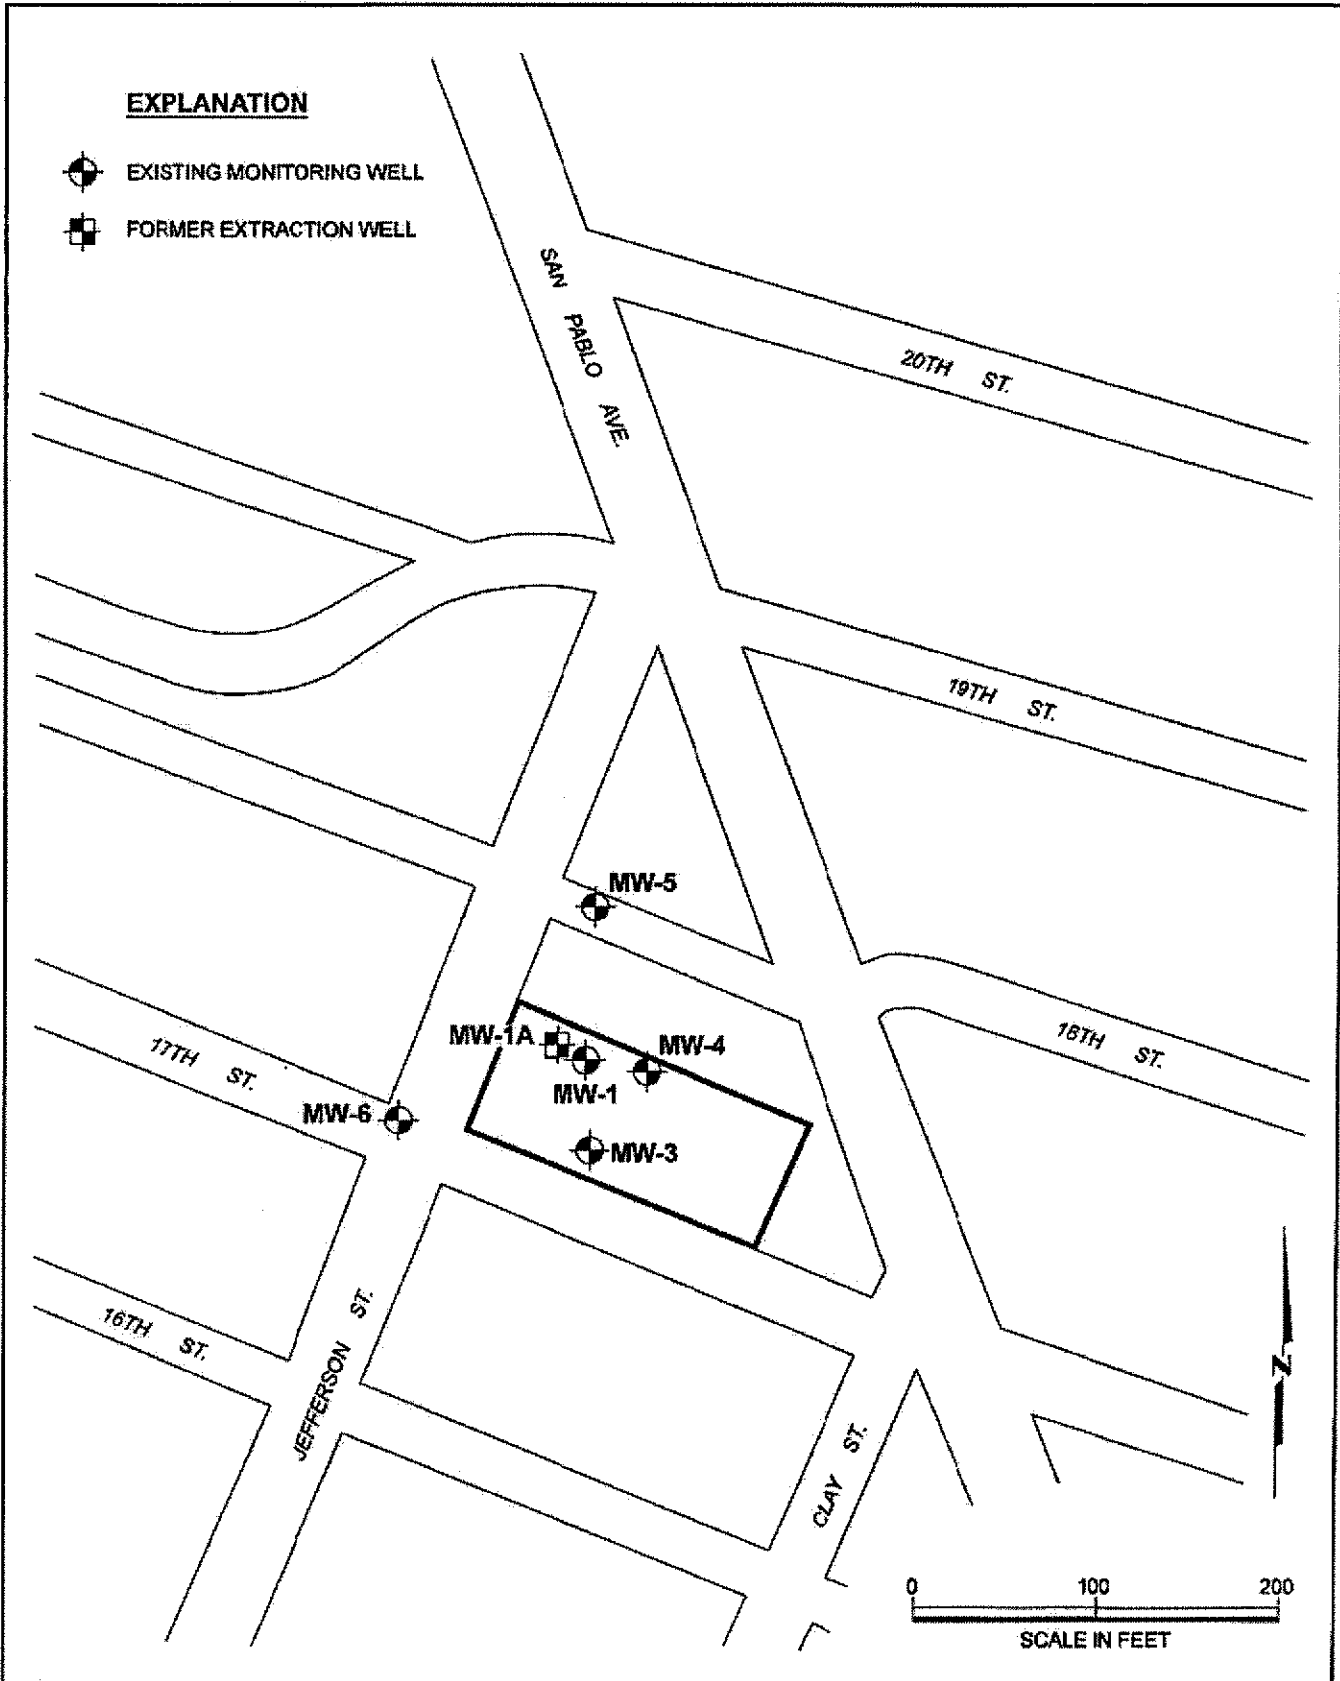 EXPLANATION
EXISTING MONITORING WELL
FORMER EXTRACTION WELL
SAN PABLO AVE.
20TH ST.
19TH ST.
MW-5
MW-1A
MW-4
17TH ST.
18TH ST.
MW-1
MW-6
MW-3
16TH ST.
JEFFERSON ST.
CLAY ST.
Z
0 100 200
SCALE IN FEET